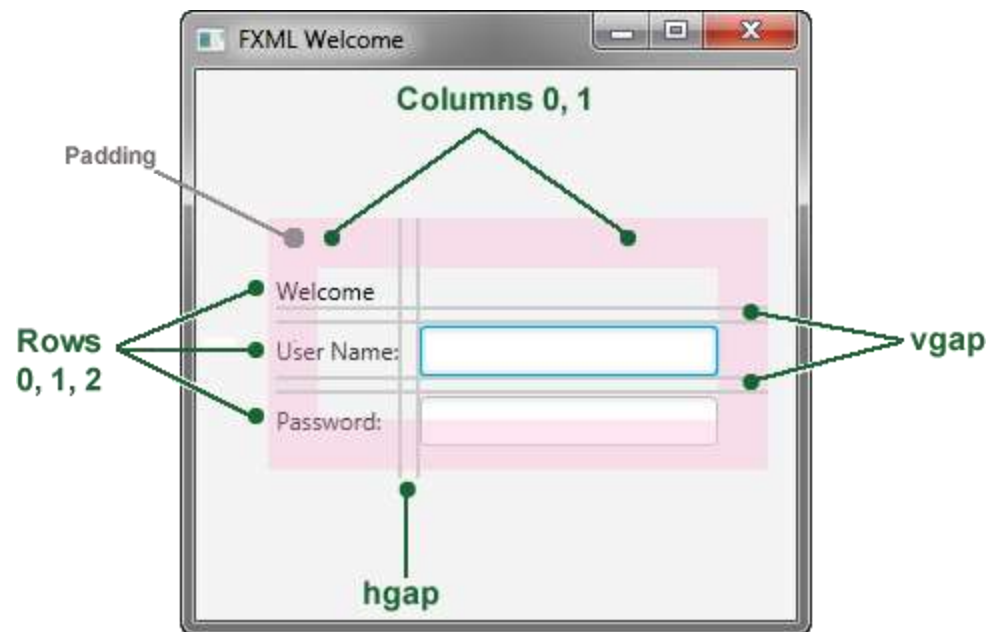 FXML Welcome
Columns 0, 1
Padding
Welcome
Rows
0, 1, 2
User Name:
vgap
Password:
hgap